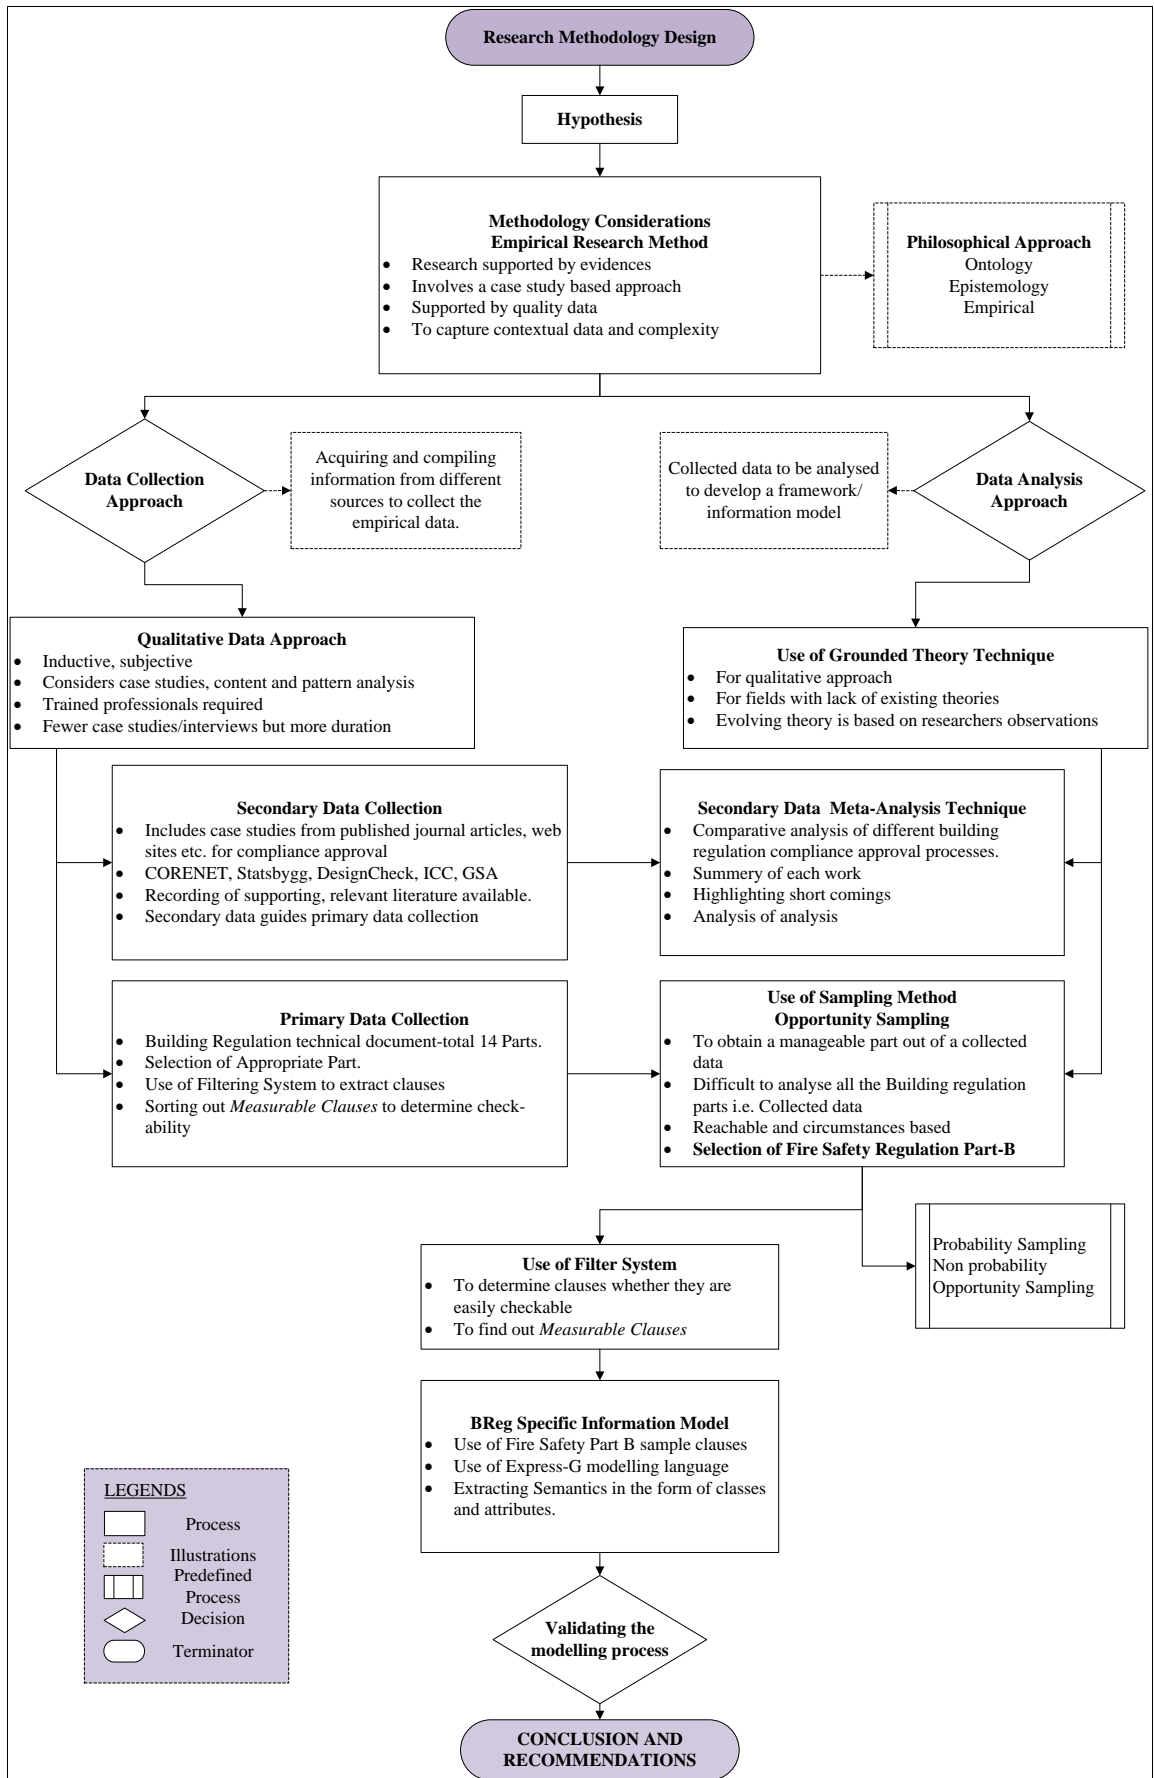 Research Methodology Design
Hypothesis
Methodology Considerations
Empirical Research Method
• Research supported by evidences
• Involves a case study based approach
• Supported by quality data
• To capture contextual data and complexity
Philosophical Approach
Ontology
Epistemology
Empirical
Data Collection
Approach
Acquiring and compiling
information from different
sources to collect the
empirical data.
Collected data to be analysed
to develop a framework/
information model
Data Analysis
Approach
Qualitative Data Approach
• Inductive, subjective
• Considers case studies, content and pattern analysis
• Trained professionals required
• Fewer case studies/interviews but more duration
Use of Grounded Theory Technique
• For qualitative approach
• For fields with lack of existing theories
• Evolving theory is based on researchers observations
Secondary Data Collection
• Includes case studies from published journal articles, web
sites etc. for compliance approval
• CORENET, Statsbygg, DesignCheck, ICC, GSA
• Recording of supporting, relevant literature available.
• Secondary data guides primary data collection
Secondary Data Meta-Analysis Technique
• Comparative analysis of different building
regulation compliance approval processes.
• Summery of each work
• Highlighting short comings
• Analysis of analysis
Primary Data Collection
• Building Regulation technical document-total 14 Parts.
• Selection of Appropriate Part.
• Use of Filtering System to extract clauses
• Sorting out Measurable Clauses to determine check-
ability
Use of Sampling Method
Opportunity Sampling
• To obtain a manageable part out of a collected
data
• Difficult to analyse all the Building regulation
parts i.e. Collected data
• Reachable and circumstances based
• Selection of Fire Safety Regulation Part-B
Use of Filter System
• To determine clauses whether they are
easily checkable
• To find out Measurable Clauses
Probability Sampling
Non probability
Opportunity Sampling
BReg Specific Information Model
• Use of Fire Safety Part B sample clauses
• Use of Express-G modelling language
• Extracting Semantics in the form of classes
and attributes.
LEGENDS
Process
Illustrations
Predefined
Process
Decision
Terminator
Validating the
modelling process
CONCLUSION AND
RECOMMENDATIONS